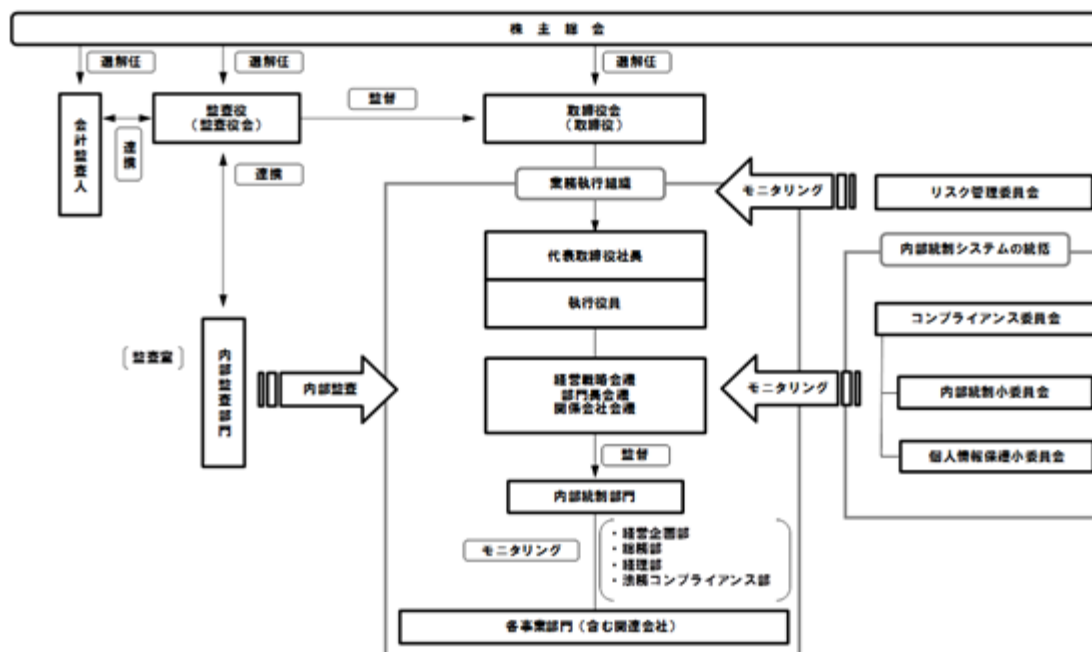 株主総会
選解任
選解任
選解任
会計監査人
連携
監査役
(監査役会)
監督
取締役会
(取締役)
連携
業務執行組織
モニタリング
リスク管理委員会
代表取締役社長
執行役員
内部統制システムの統括
コンプライアンス委員会
〔監査室〕
内部監査部門
内部監査
経営戦略会議
部門長会議
関係会社会議
モニタリング
内部統制小委員会
個人情報保護小委員会
監督
内部統制部門
モニタリング
・経営企画部
・総務部
・経理部
・法務コンプライアンス部
各事業部門(含む関連会社)